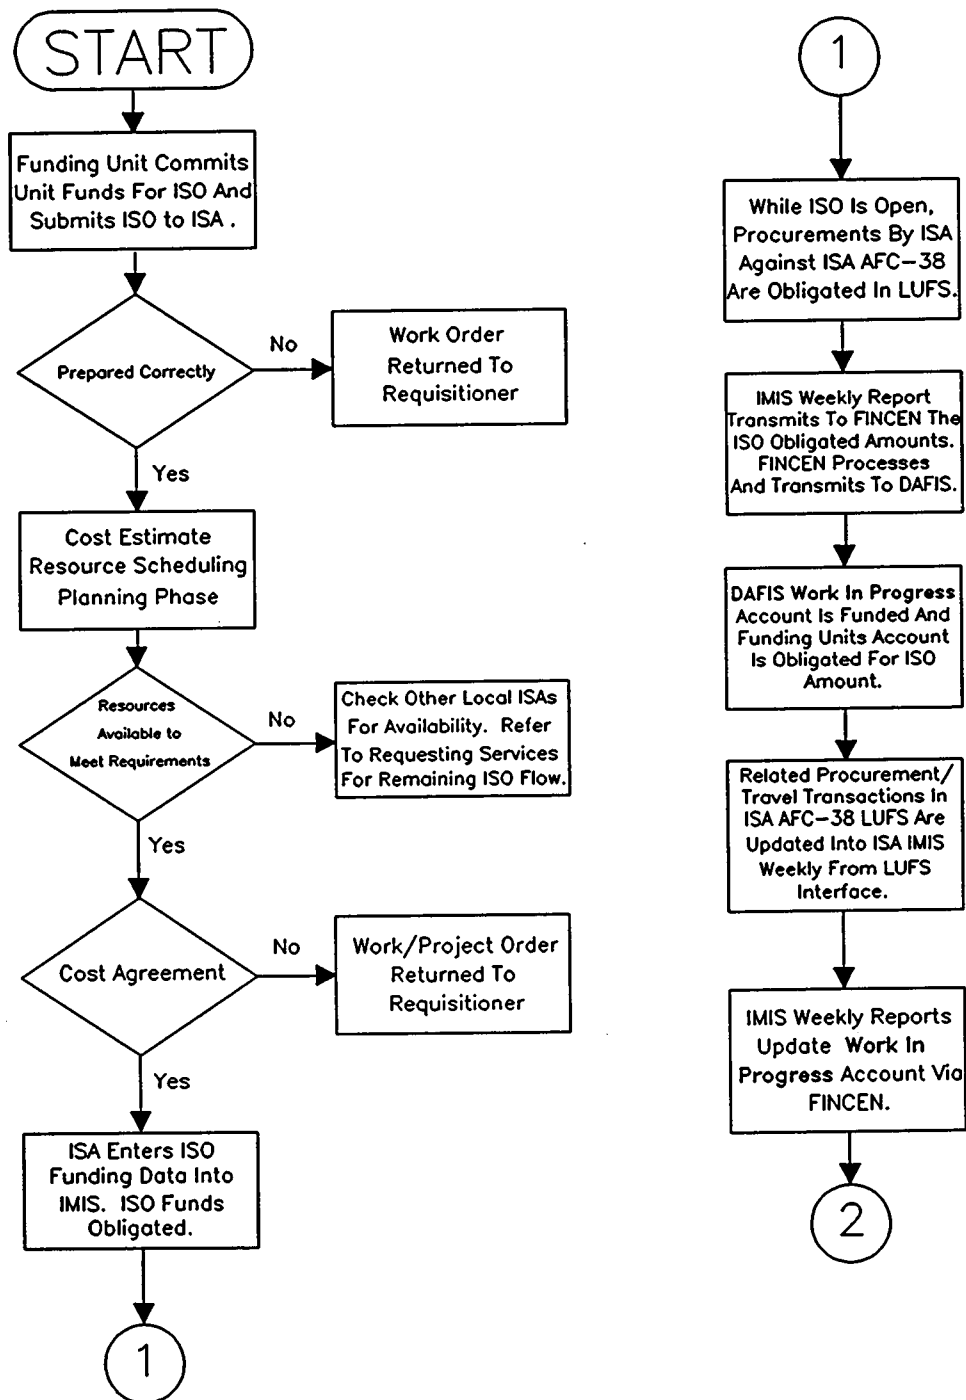 START
Funding Unit Commits
Unit Funds For ISO And
Submits ISO to ISA .
Prepared Correctly
No
Work Order
Returned To
Requisitioner
Yes
Cost Estimate
Resource Scheduling
Planning Phase
Resources
Available to
Meet Requirements
No
Check Other Local ISAs
For Availability. Refer
To Requesting Services
For Remaining ISO Flow.
Yes
Cost Agreement
No
Work/Project Order
Returned To
Requisitioner
Yes
ISA Enters ISO
Funding Data Into
IMIS. ISO Funds
Obligated.
1
1
While ISO Is Open,
Procurements By ISA
Against ISA AFC-38
Are Obligated In LUFS.
IMIS Weekly Report
Transmits To FINCEN The
ISO Obligated Amounts.
FINCEN Processes
And Transmits To DAFIS.
DAFIS Work In Progress
Account Is Funded And
Funding Units Account
Is Obligated For ISO
Amount.
Related Procurement/
Travel Transactions In
ISA AFC-38 LUFS Are
Updated Into ISA IMIS
Weekly From LUFS
Interface.
IMIS Weekly Reports
Update Work In
Progress Account Via
FINCEN.
2